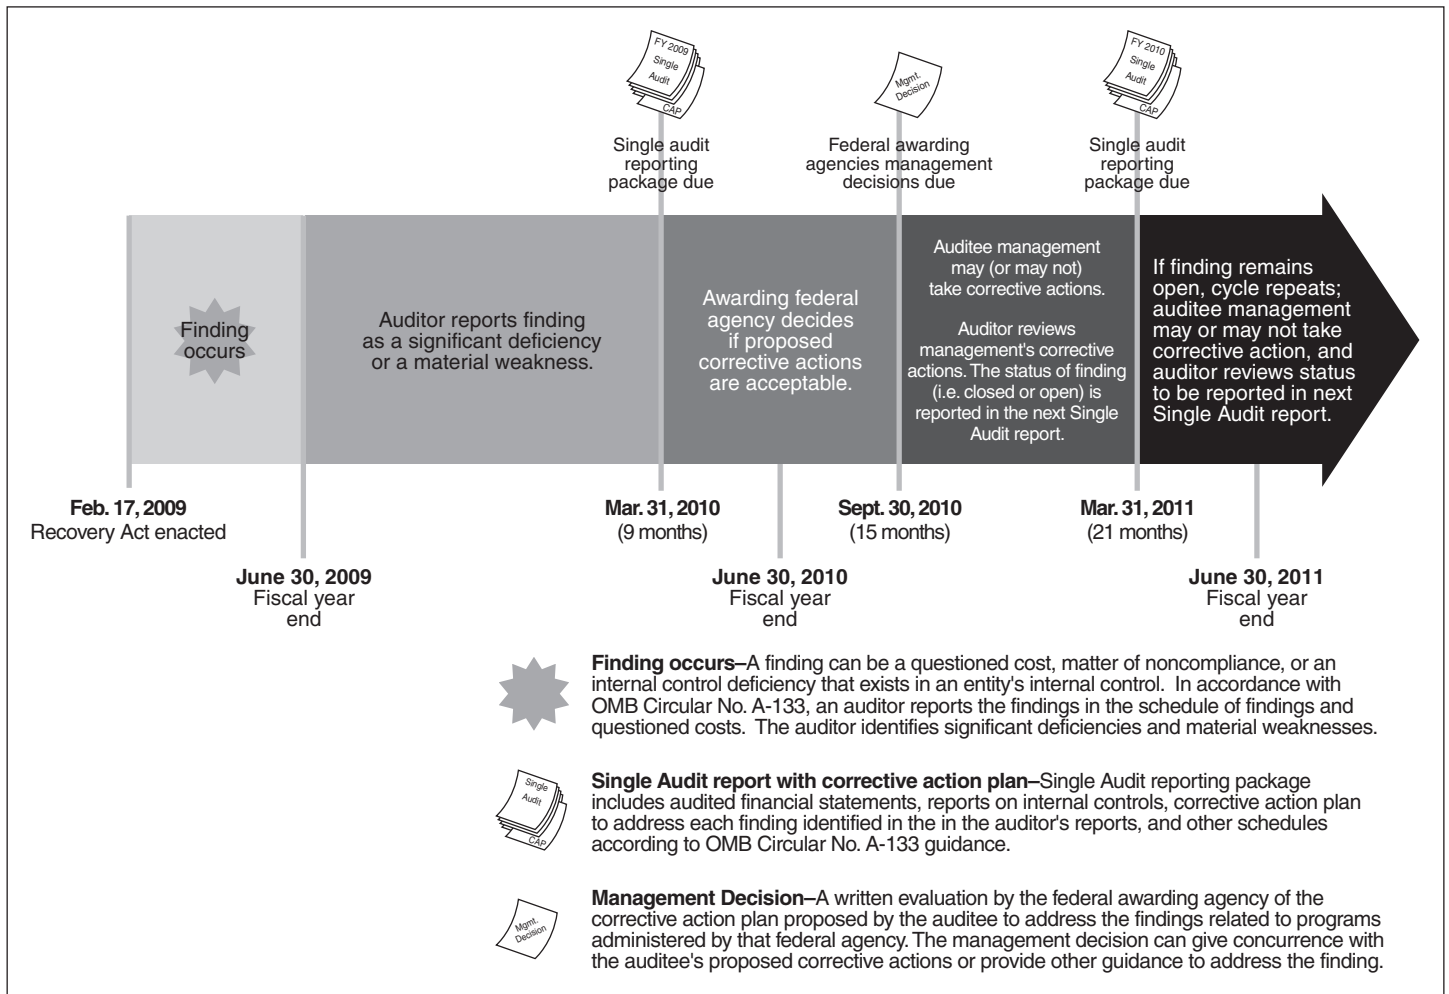 FY 2009
Single
Audit
CAP
Single audit
reporting
package due
Mgmt.
Decision
Federal awarding
agencies management
decisions due
FY 2010
Single
Audit
CAP
Single audit
reporting
package due
Finding
occurs
Auditor reports finding
as a significant deficiency
or a material weakness.
Awarding federal
agency decides
if proposed
corrective actions
are acceptable.
Auditee management
may (or may not)
take corrective actions.
Auditor reviews
management's corrective
actions. The status of finding
(i.e. closed or open) is
reported in the next Single
Audit report.
If finding remains
open, cycle repeats;
auditee management
may or may not take
corrective action, and
auditor reviews status
to be reported in next
Single Audit report.
Feb. 17, 2009
Recovery Act enacted
Mar. 31, 2010
(9 months)
Sept. 30, 2010
(15 months)
Mar. 31, 2011
(21 months)
June 30, 2009
Fiscal year
end
June 30, 2010
Fiscal year
end
June 30, 2011
Fiscal year
end
Finding occurs–A finding can be a questioned cost, matter of noncompliance, or an
internal control deficiency that exists in an entity's internal control. In accordance with
OMB Circular No. A-133, an auditor reports the findings in the schedule of findings and
questioned costs. The auditor identifies significant deficiencies and material weaknesses.
Single
Audit
CAP
Single Audit report with corrective action plan–Single Audit reporting package
includes audited financial statements, reports on internal controls, corrective action plan
to address each finding identified in the in the auditor's reports, and other schedules
according to OMB Circular No. A-133 guidance.
Mgmt.
Decision
Management Decision–A written evaluation by the federal awarding agency of the
corrective action plan proposed by the auditee to address the findings related to programs
administered by that federal agency. The management decision can give concurrence with
the auditee's proposed corrective actions or provide other guidance to address the finding.